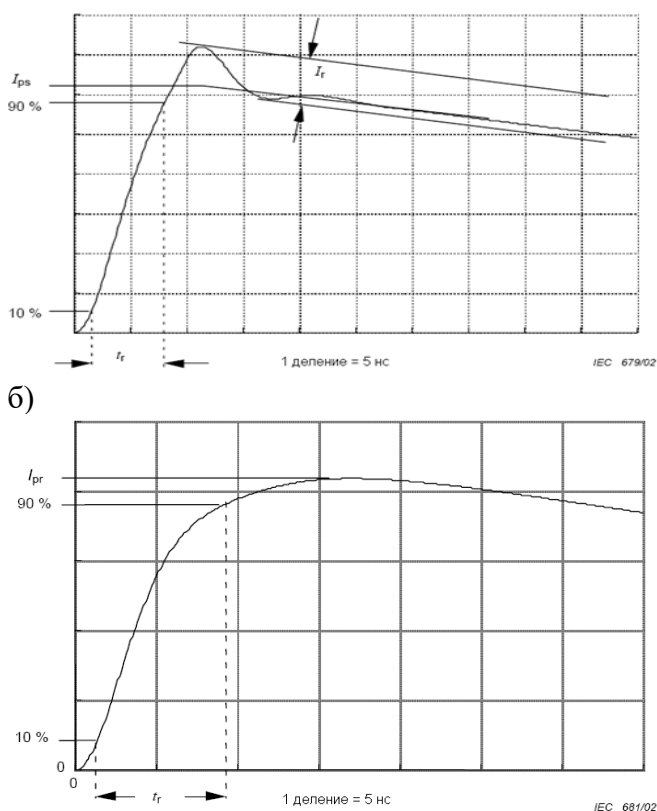 I_ps
I_r
90 %
10 %
t_r
1 деление = 5 нс
IEC 679/02
б)
I_pr
90 %
10 %
0
0
t_r
1 деление = 5 нс
IEC 681/02